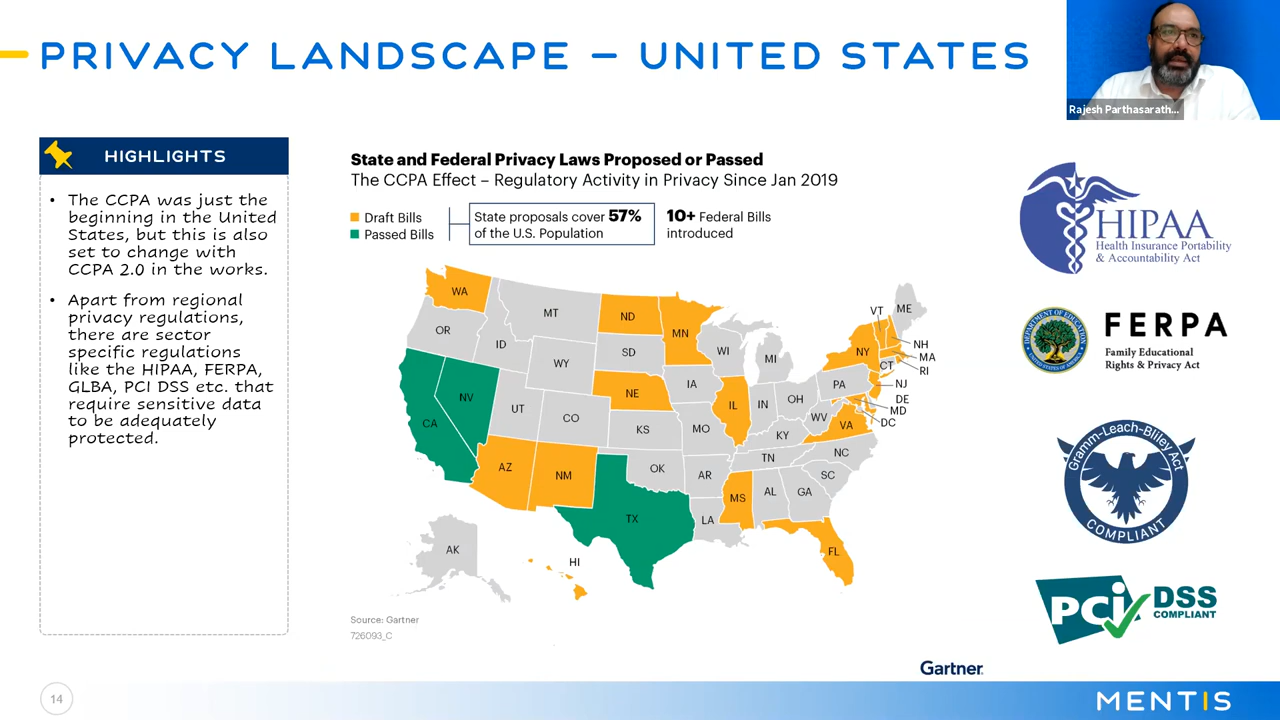 PRIVACY LANDSCAPE – UNITED STATES
Rajesh Parthasarath...
HIGHLIGHTS
• The CCPA was just the
beginning in the United
States, but this is also
set to change with
CCPA 2.0 in the works.
• Apart from regional
privacy regulations,
there are sector
specific regulations
like the HIPAA, FERPA,
GLBA, PCI DSS etc. that
require sensitive data
to be adequately
protected.
State and Federal Privacy Laws Proposed or Passed
The CCPA Effect – Regulatory Activity in Privacy Since Jan 2019
Draft Bills
Passed Bills
State proposals cover 57%
of the U.S. Population
10+ Federal Bills
introduced
WA
MT
ND
MN
VT
ME
OR
ID
SD
WI
MI
NY
NH
MA
RI
CT
WY
NE
IA
PA
NJ
DE
MD
DC
NV
UT
CO
IL
IN
OH
WV
VA
CA
KS
MO
KY
AZ
NM
OK
AR
TN
NC
SC
TX
LA
MS
AL
GA
AK
HI
FL
Source: Gartner
726093_C
HIPAA
Health Insurance Portability
& Accountability Act
DEPARTMENT OF EDUCATION
UNITED STATES OF AMERICA
FERPA
Family Educational
Rights & Privacy Act
Gramm-Leach-Bliley Act
COMPLIANT
PCi DSS
COMPLIANT
Gartner
14
MENTIS